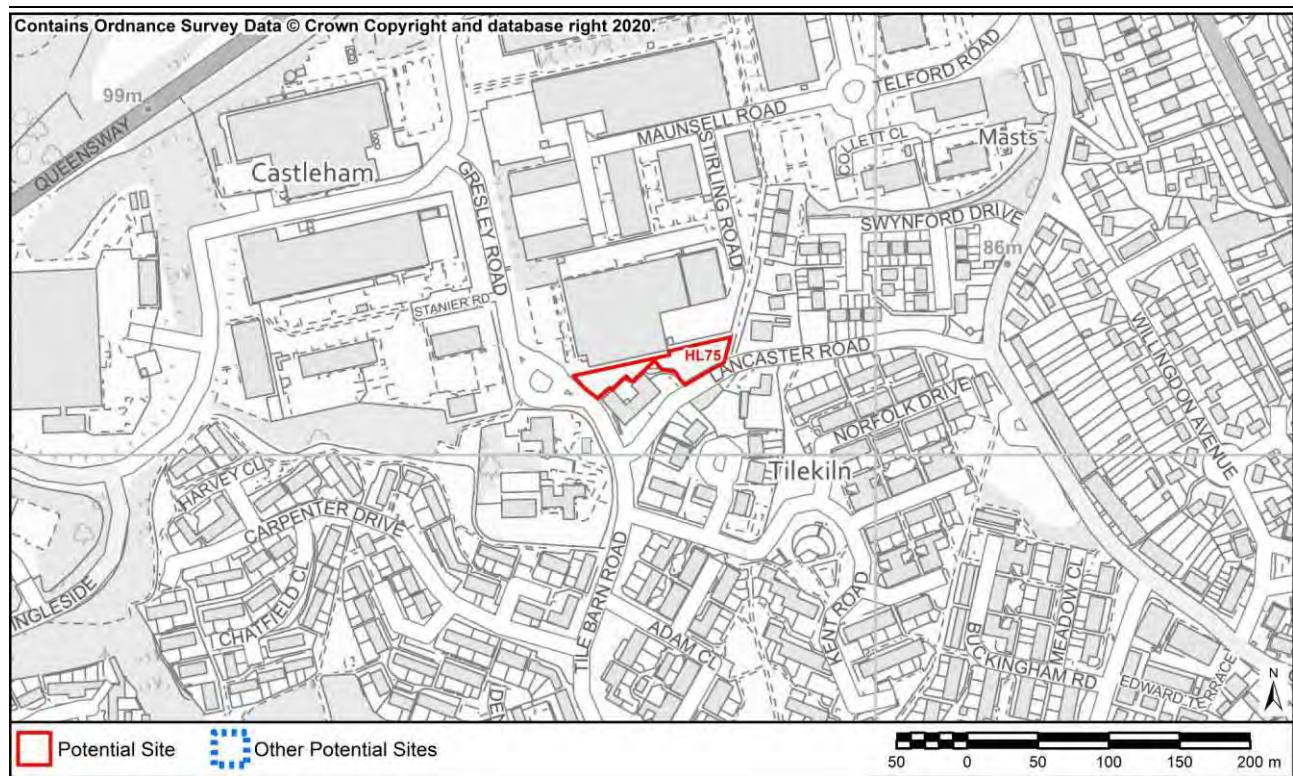 Contains Ordnance Survey Data © Crown Copyright and database right 2020.
99m
QUEENSWAY
Castleham
GRESLEY ROAD
STANIER RD
MAUNSELL ROAD
STIRLING ROAD
TELFORD ROAD
COLLETT CL
Masts
SWYNFORD DRIVE
86m
WILLINGDON AVENUE
HL75
LANCASTER ROAD
NORFOLK DRIVE
Tilekiln
HARVEY CL
CARPENTER DRIVE
CHATFIELD CL
INGLESIDE
TILE BARN ROAD
ADAM CL
KENT ROAD
BUCKINGHAM RD
MEADOW CL
EDWARD TERRACE
DEN
N
Potential Site
Other Potential Sites
50 0 50 100 150 200 m